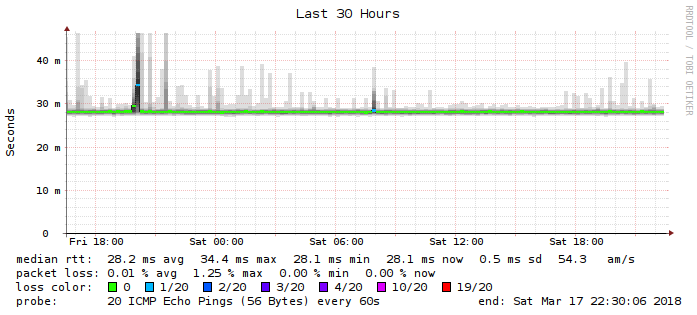 Last 30 Hours
RRDTOOL / TOBI OETIKER
Seconds
40 m
30 m
20 m
10 m
0
Fri 18:00 Sat 00:00 Sat 06:00 Sat 12:00 Sat 18:00
median rtt: 28.2 ms avg 34.4 ms max 28.1 ms min 28.1 ms now 0.5 ms sd 54.3 am/s
packet loss: 0.01 % avg 1.25 % max 0.00 % min 0.00 % now
loss color: 0 1/20 2/20 3/20 4/20 10/20 19/20
probe: 20 ICMP Echo Pings (56 Bytes) every 60s end: Sat Mar 17 22:30:06 2018